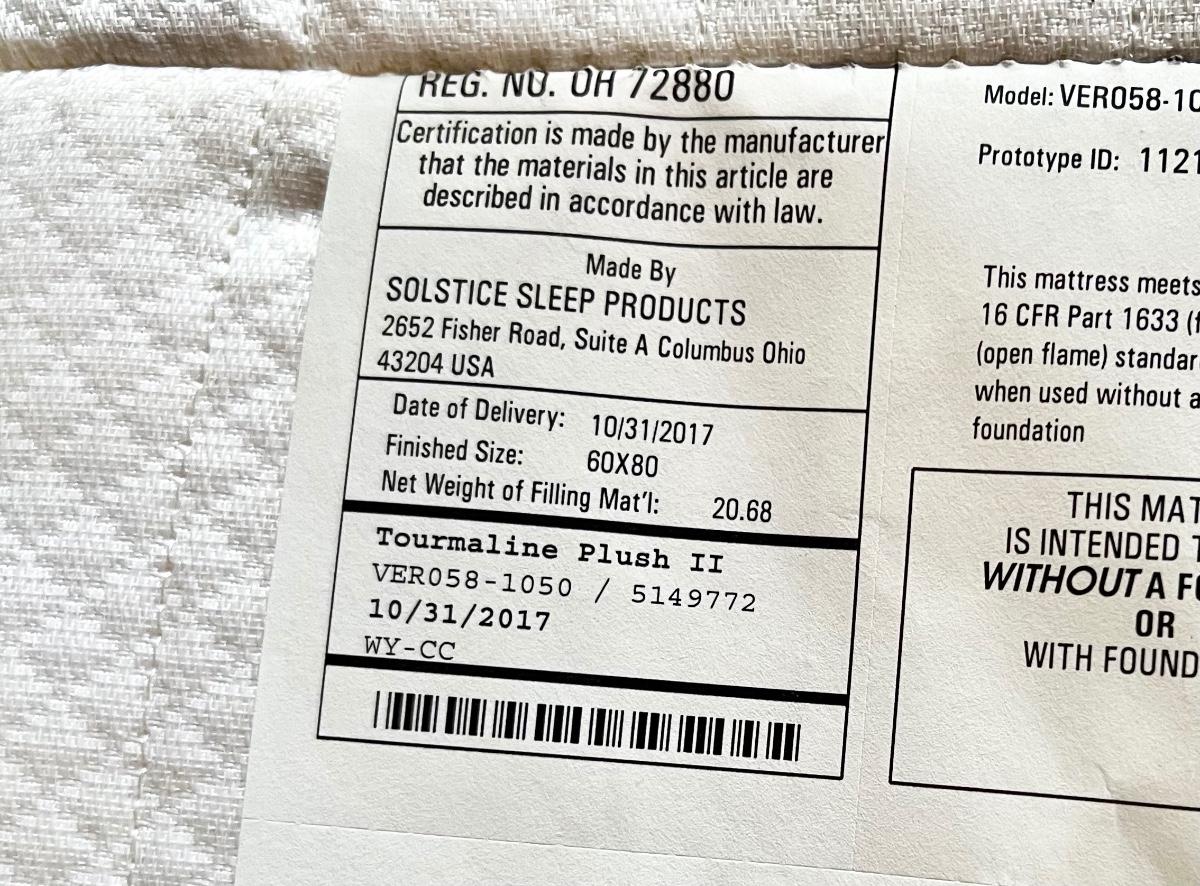 REG. NO. OH 72880
Certification is made by the manufacturer
that the materials in this article are
described in accordance with law.
Made By
SOLSTICE SLEEP PRODUCTS
2652 Fisher Road, Suite A Columbus Ohio
43204 USA
Date of Delivery: 10/31/2017
Finished Size: 60X80
Net Weight of Filling Mat'l: 20.68
Tourmaline Plush II
VER058-1050 / 5149772
10/31/2017
WY-CC
Model: VER058-10
Prototype ID: 1121
This mattress meets
16 CFR Part 1633 (
(open flame) standar
when used without a
foundation
THIS MAT
IS INTENDED
WITHOUT A FO
OR
WITH FOUND